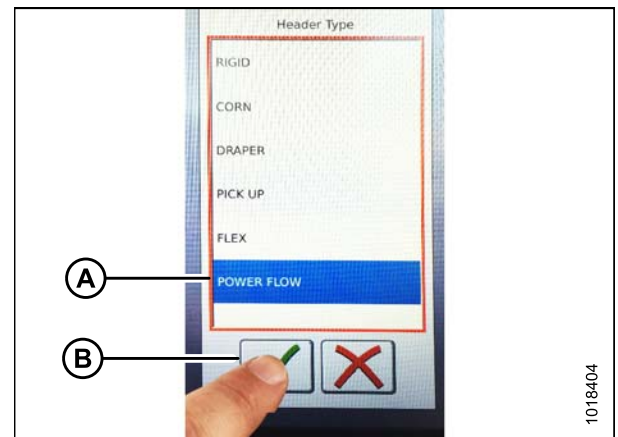 Header Type
RIGID
CORN
DRAPER
PICK UP
FLEX
POWER FLOW
A
B
1018404